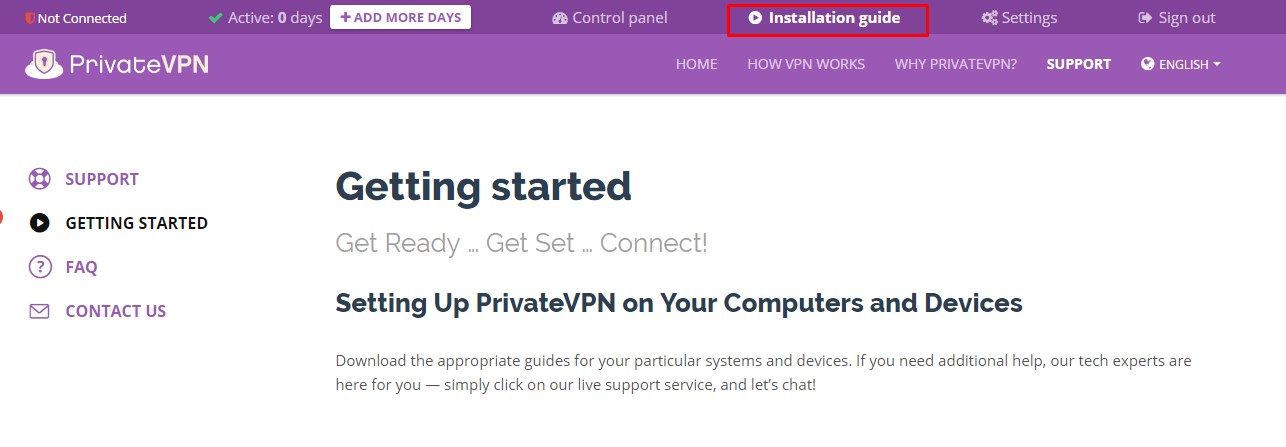 Not Connected
Active: 0 days
ADD MORE DAYS
Control panel
Installation guide
Settings
Sign out
PrivateVPN
HOME
HOW VPN WORKS
WHY PRIVATEVPN?
SUPPORT
ENGLISH
SUPPORT
GETTING STARTED
FAQ
CONTACT US
Getting started
Get Ready ... Get Set ... Connect!
Setting Up PrivateVPN on Your Computers and Devices
Download the appropriate guides for your particular systems and devices. If you need additional help, our tech experts are
here for you — simply click on our live support service, and let’s chat!